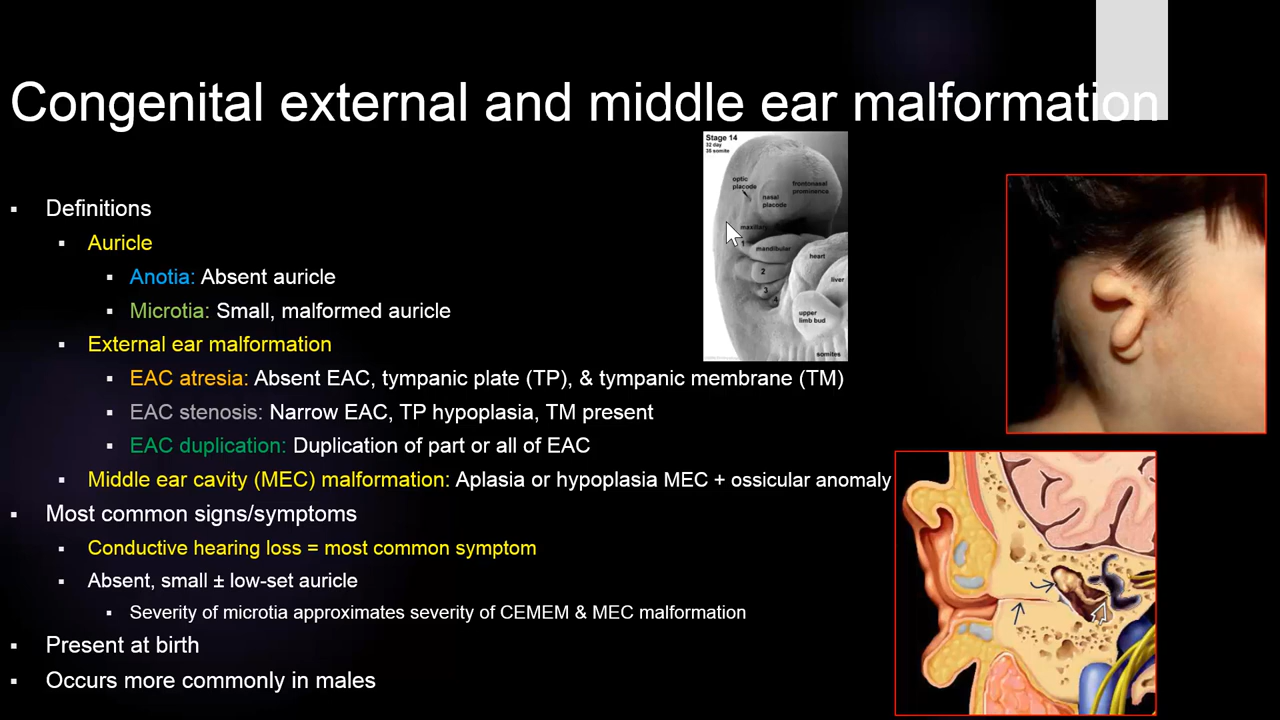 Congenital external and middle ear malformation
Stage 14
32 day
38 somite
optic
placode
frontonasal
prominence
nasal
placode
maxillary
1
mandibular
heart
2
liver
3
4
upper
limb bud
somites
▪ Definitions
▪ Auricle
▪ Anotia: Absent auricle
▪ Microtia: Small, malformed auricle
▪ External ear malformation
▪ EAC atresia: Absent EAC, tympanic plate (TP), & tympanic membrane (TM)
▪ EAC stenosis: Narrow EAC, TP hypoplasia, TM present
▪ EAC duplication: Duplication of part or all of EAC
▪ Middle ear cavity (MEC) malformation: Aplasia or hypoplasia MEC + ossicular anomaly
▪ Most common signs/symptoms
▪ Conductive hearing loss = most common symptom
▪ Absent, small ± low-set auricle
▪ Severity of microtia approximates severity of CEMEM & MEC malformation
▪ Present at birth
▪ Occurs more commonly in males